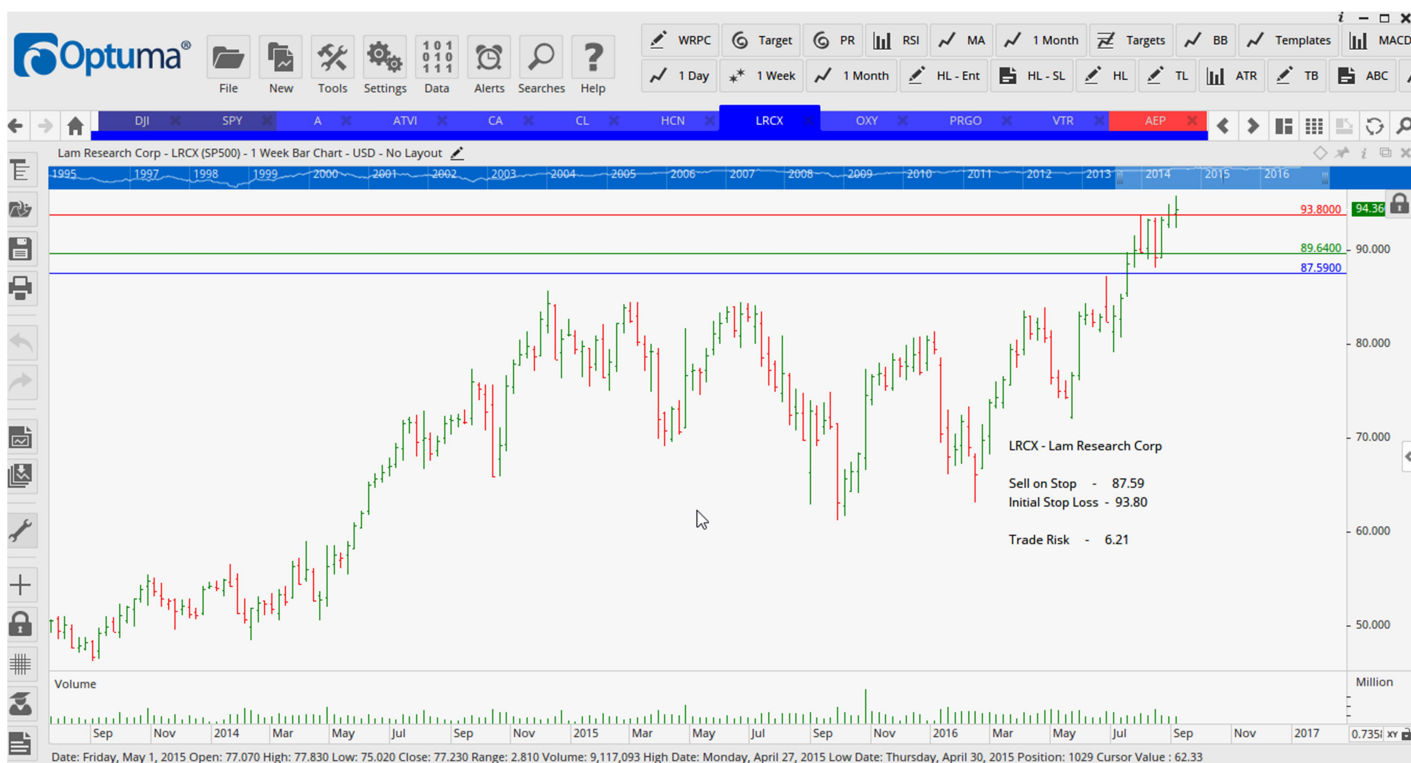 Optuma®
File New Tools Settings Data Alerts Searches Help
WRPC Target PR RSI MA 1 Month Targets BB Templates MACD
1 Day 1 Week 1 Month HL - Ent HL - SL HL TL ATR TB ABC
DJI SPY A ATVI CA CL HCN LRCX OXY PRGO VTR AEP
Lam Research Corp - LRCX (SP500) - 1 Week Bar Chart - USD - No Layout
1995 1997 1998 1999 2000 2001 2002 2003 2004 2005 2006 2007 2008 2009 2010 2011 2012 2013 2014 2015 2016
93.8000 94.36
89.6400 90.000
87.5900
80.000
70.000
LRCX - Lam Research Corp
Sell on Stop - 87.59
Initial Stop Loss - 93.80
60.000
Trade Risk - 6.21
50.000
Volume Million
Sep Nov 2014 Mar May Jul Sep Nov 2015 Mar May Jul Sep Nov 2016 Mar May Jul Sep Nov 2017 XY
Date: Friday, May 1, 2015 Open: 77.070 High: 77.830 Low: 75.020 Close: 77.230 Range: 2.810 Volume: 9,117,093 High Date: Monday, April 27, 2015 Low Date: Thursday, April 30, 2015 Position: 1029 Cursor Value : 62.33